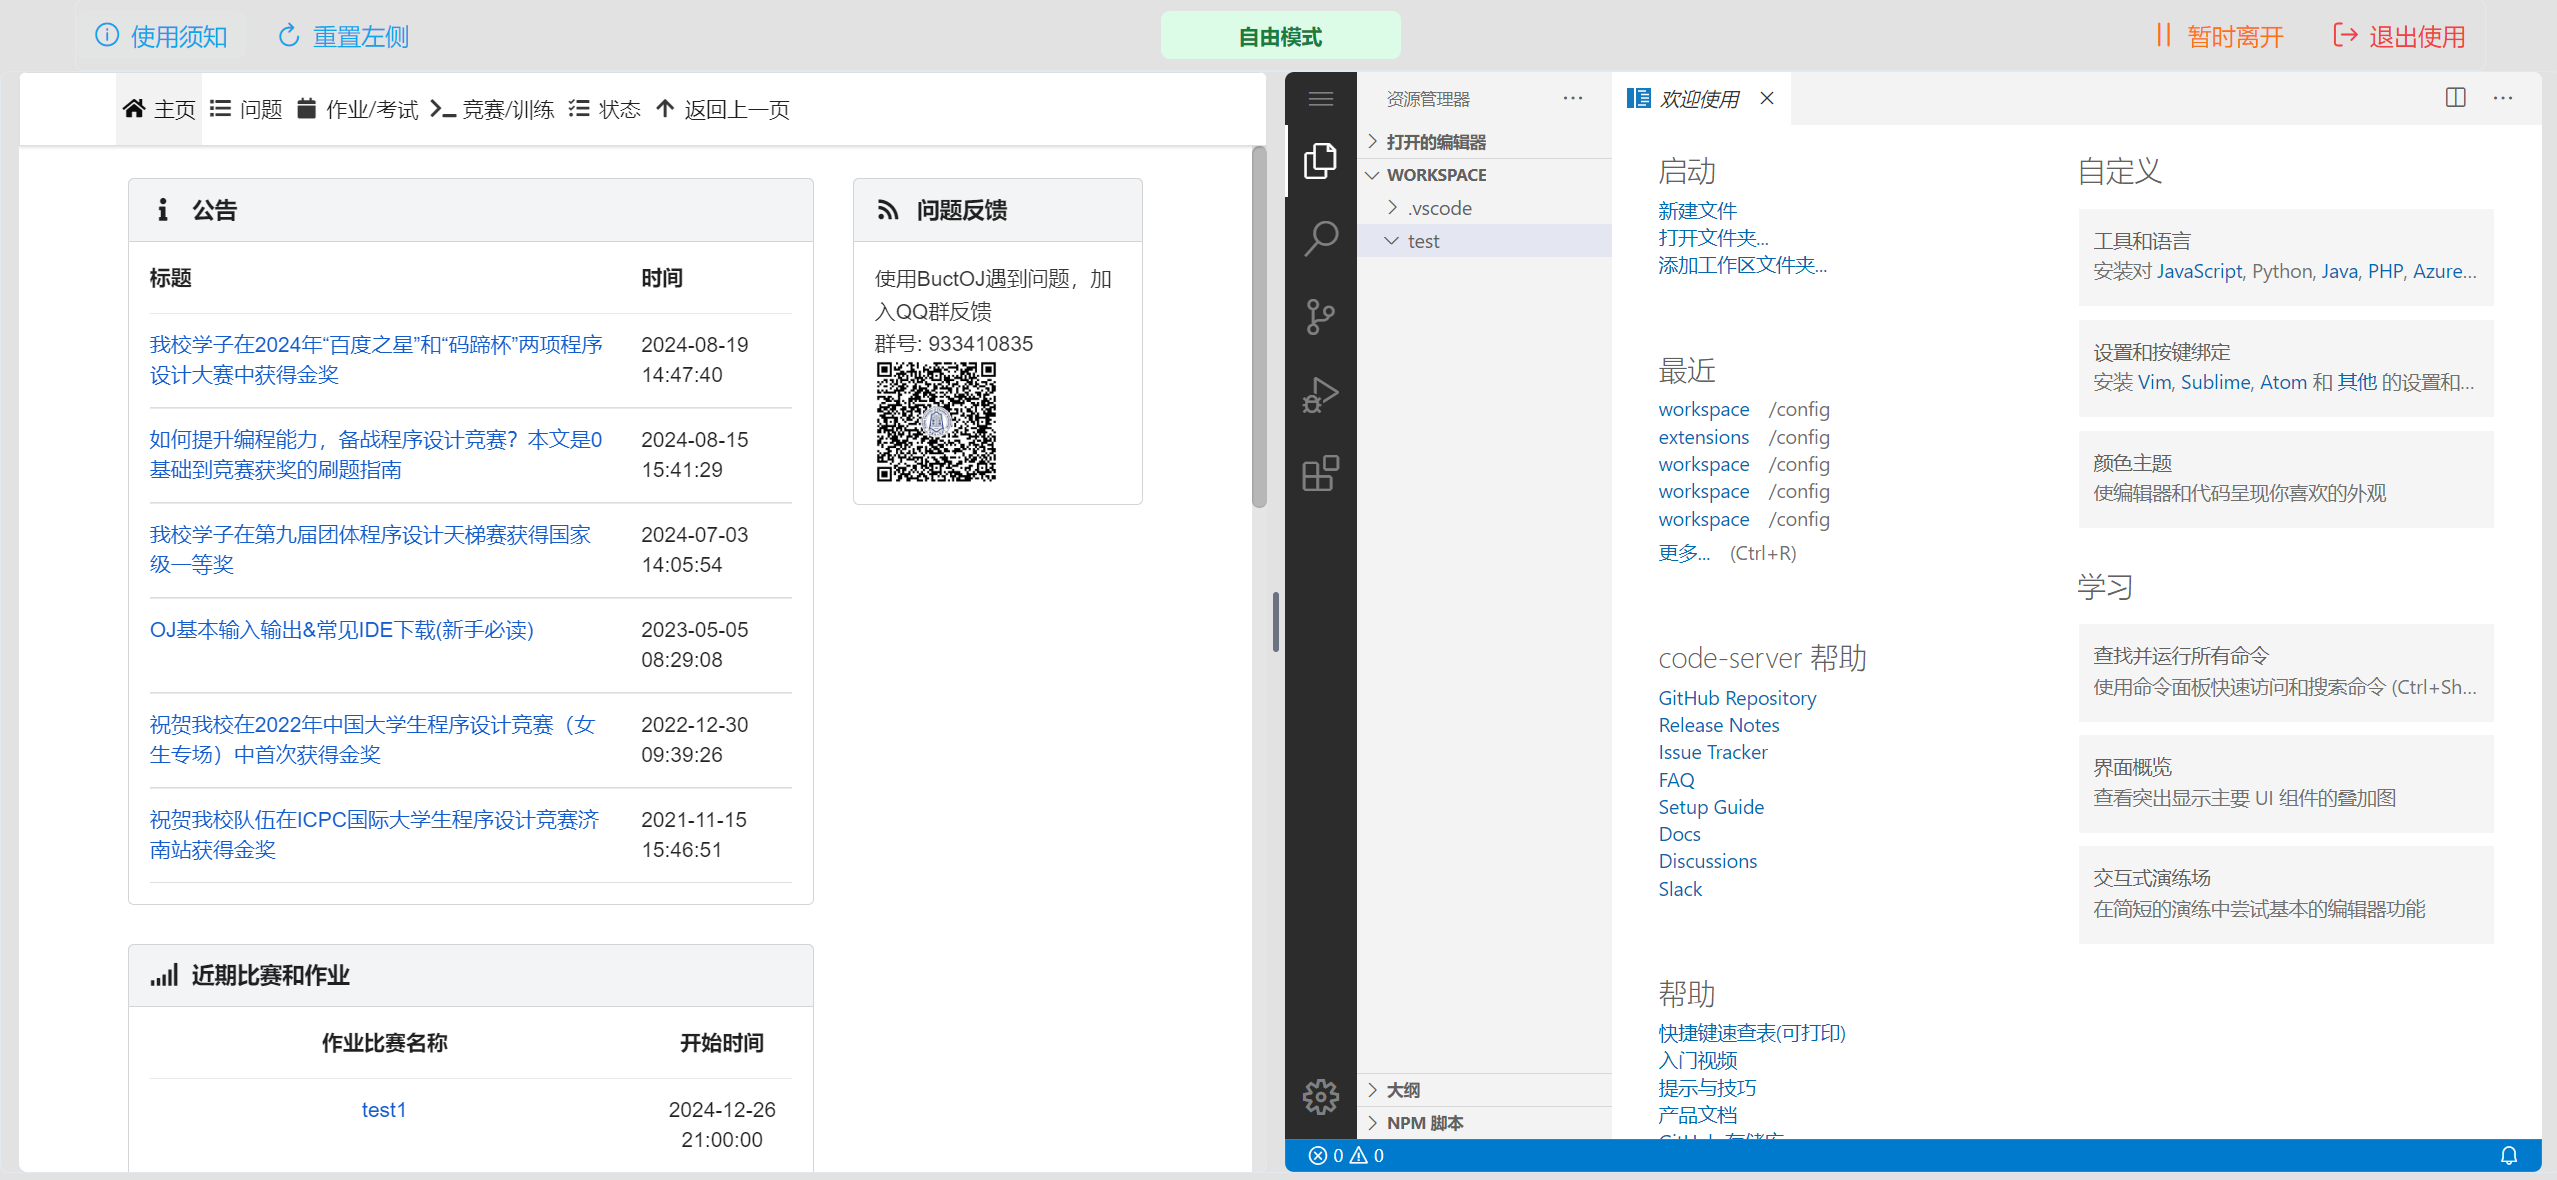 使用须知
重置左侧
自由模式
暂时离开
退出使用
主页 问题 作业/考试 竞赛/训练 状态 返回上一页
公告
标题 时间
我校学子在2024年“百度之星”和“码蹄杯”两项程序
设计大赛中获得金奖
2024-08-19
14:47:40
如何提升编程能力，备战程序设计竞赛？本文是0
基础到竞赛获奖的刷题指南
2024-08-15
15:41:29
我校学子在第九届团体程序设计天梯赛获得国家
级一等奖
2024-07-03
14:05:54
OJ基本输入输出&常见IDE下载(新手必读)
2023-05-05
08:29:08
祝贺我校在2022年中国大学生程序设计竞赛（女
生专场）中首次获得金奖
2022-12-30
09:39:26
祝贺我校队伍在ICPC国际大学生程序设计竞赛济
南站获得金奖
2021-11-15
15:46:51
问题反馈
使用BuctOJ遇到问题，加
入QQ群反馈
群号: 933410835
近期比赛和作业
作业比赛名称 开始时间
test1
2024-12-26
21:00:00
资源管理器
打开的编辑器
WORKSPACE
.vscode
test
大纲
NPM 脚本
欢迎使用
启动
新建文件
打开文件夹...
添加工作区文件夹...
最近
workspace /config
extensions /config
workspace /config
workspace /config
workspace /config
更多... (Ctrl+R)
code-server 帮助
GitHub Repository
Release Notes
Issue Tracker
FAQ
Setup Guide
Docs
Discussions
Slack
帮助
快捷键速查表(可打印)
入门视频
提示与技巧
产品文档
GitHub 存储库
自定义
工具和语言
安装对 JavaScript, Python, Java, PHP, Azure...
设置和按键绑定
安装 Vim, Sublime, Atom 和 其他 的设置和...
颜色主题
使编辑器和代码呈现你喜欢的外观
学习
查找并运行所有命令
使用命令面板快速访问和搜索命令 (Ctrl+Sh...
界面概览
查看突出显示主要 UI 组件的叠加图
交互式演练场
在简短的演练中尝试基本的编辑器功能
0 0